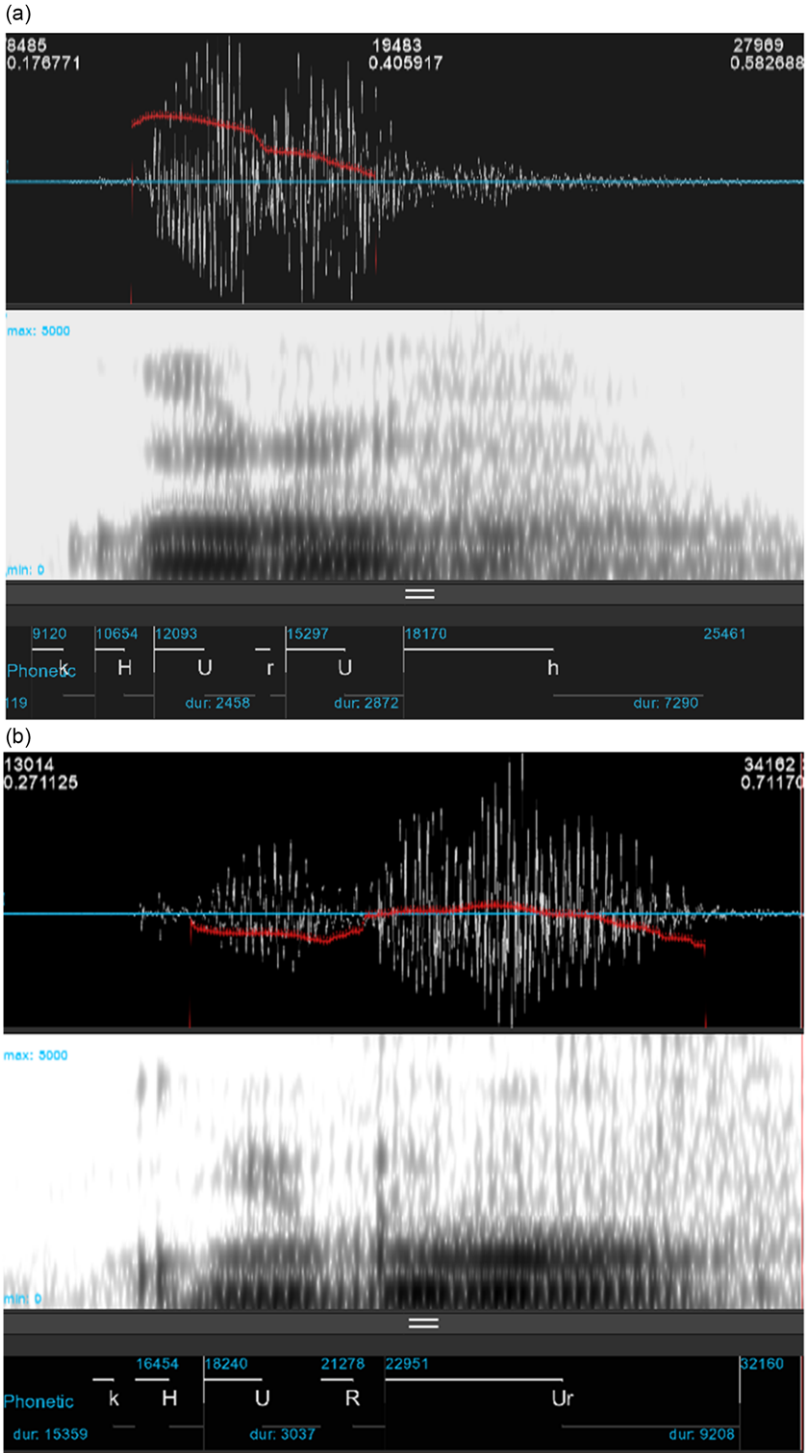 (a)
8485 19483 27969
0.176771 0.405917 0.582688
max: 5000
min: 0
9120 10654 12093 15297 18170 25461
Phonetic k H U r U h
119 dur: 2458 dur: 2872 dur: 7290
(b)
13014 34162
0.271125 0.71170
max: 5000
min: 0
16454 18240 21278 22951 32160
Phonetic k H U R Ur
dur: 15359 dur: 3037 dur: 9208